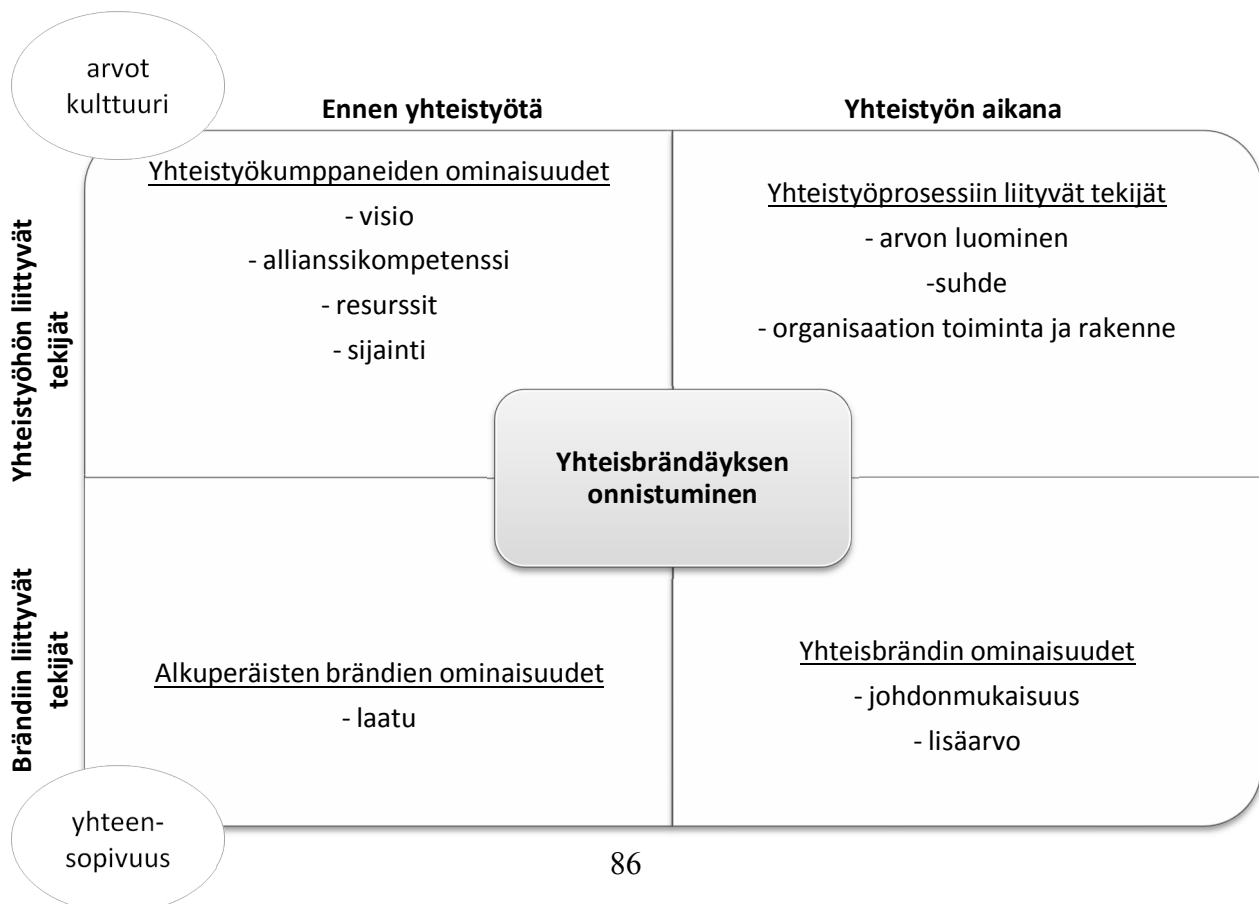 arvot
kulttuuri
Ennen yhteistyötä
Yhteistyön aikana
Yhteistyöhön liittyvät
tekijät
Yhteistyökumppaneiden ominaisuudet
- visio
- allianssikompetenssi
- resurssit
- sijainti
Yhteistyöprosessiin liityvät tekijät
- arvon luominen
-suhde
- organisaation toiminta ja rakenne
Yhteisbrändäyksen
onnistuminen
Brändiin liittyvät
tekijät
Alkuperäisten brändien ominaisuudet
- laatu
Yhteisbrändin ominaisuudet
- johdonmukaisuus
- lisäarvo
yhteen-
sopivuus
86